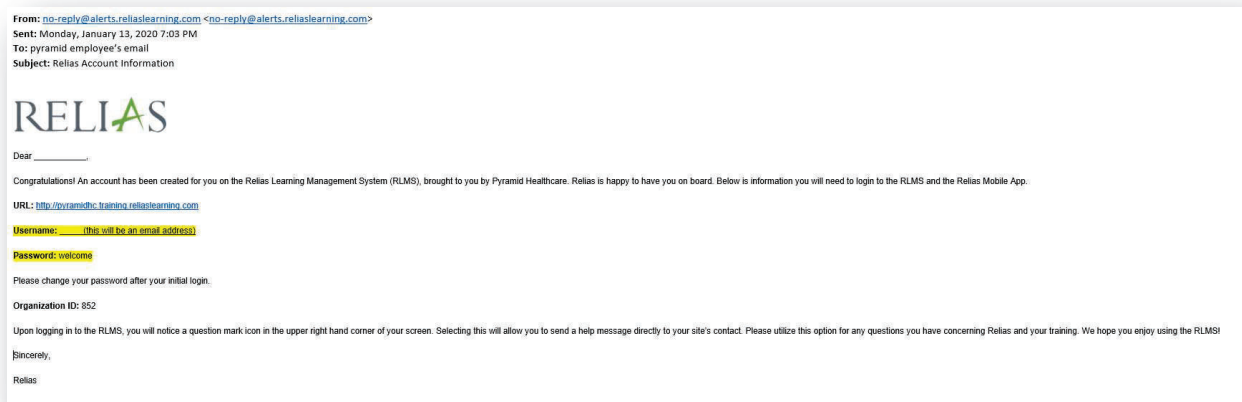 From: no-reply@alerts.reliaslearning.com <no-reply@alerts.reliaslearning.com>
Sent: Monday, January 13, 2020 7:03 PM
To: pyramid employee's email
Subject: Relias Account Information
RELIAS
Dear __________,
Congratulations! An account has been created for you on the Relias Learning Management System (RLMS), brought to you by Pyramid Healthcare. Relias is happy to have you on board. Below is information you will need to login to the RLMS and the Relias Mobile App.
URL: http://pyramidhc.training.reliaslearning.com
Username: _____(this will be an email address)
Password: welcome
Please change your password after your initial login.
Organization ID: 852
Upon logging in to the RLMS, you will notice a question mark icon in the upper right hand corner of your screen. Selecting this will allow you to send a help message directly to your site's contact. Please utilize this option for any questions you have concerning Relias and your training. We hope you enjoy using the RLMS!
Sincerely,
Relias